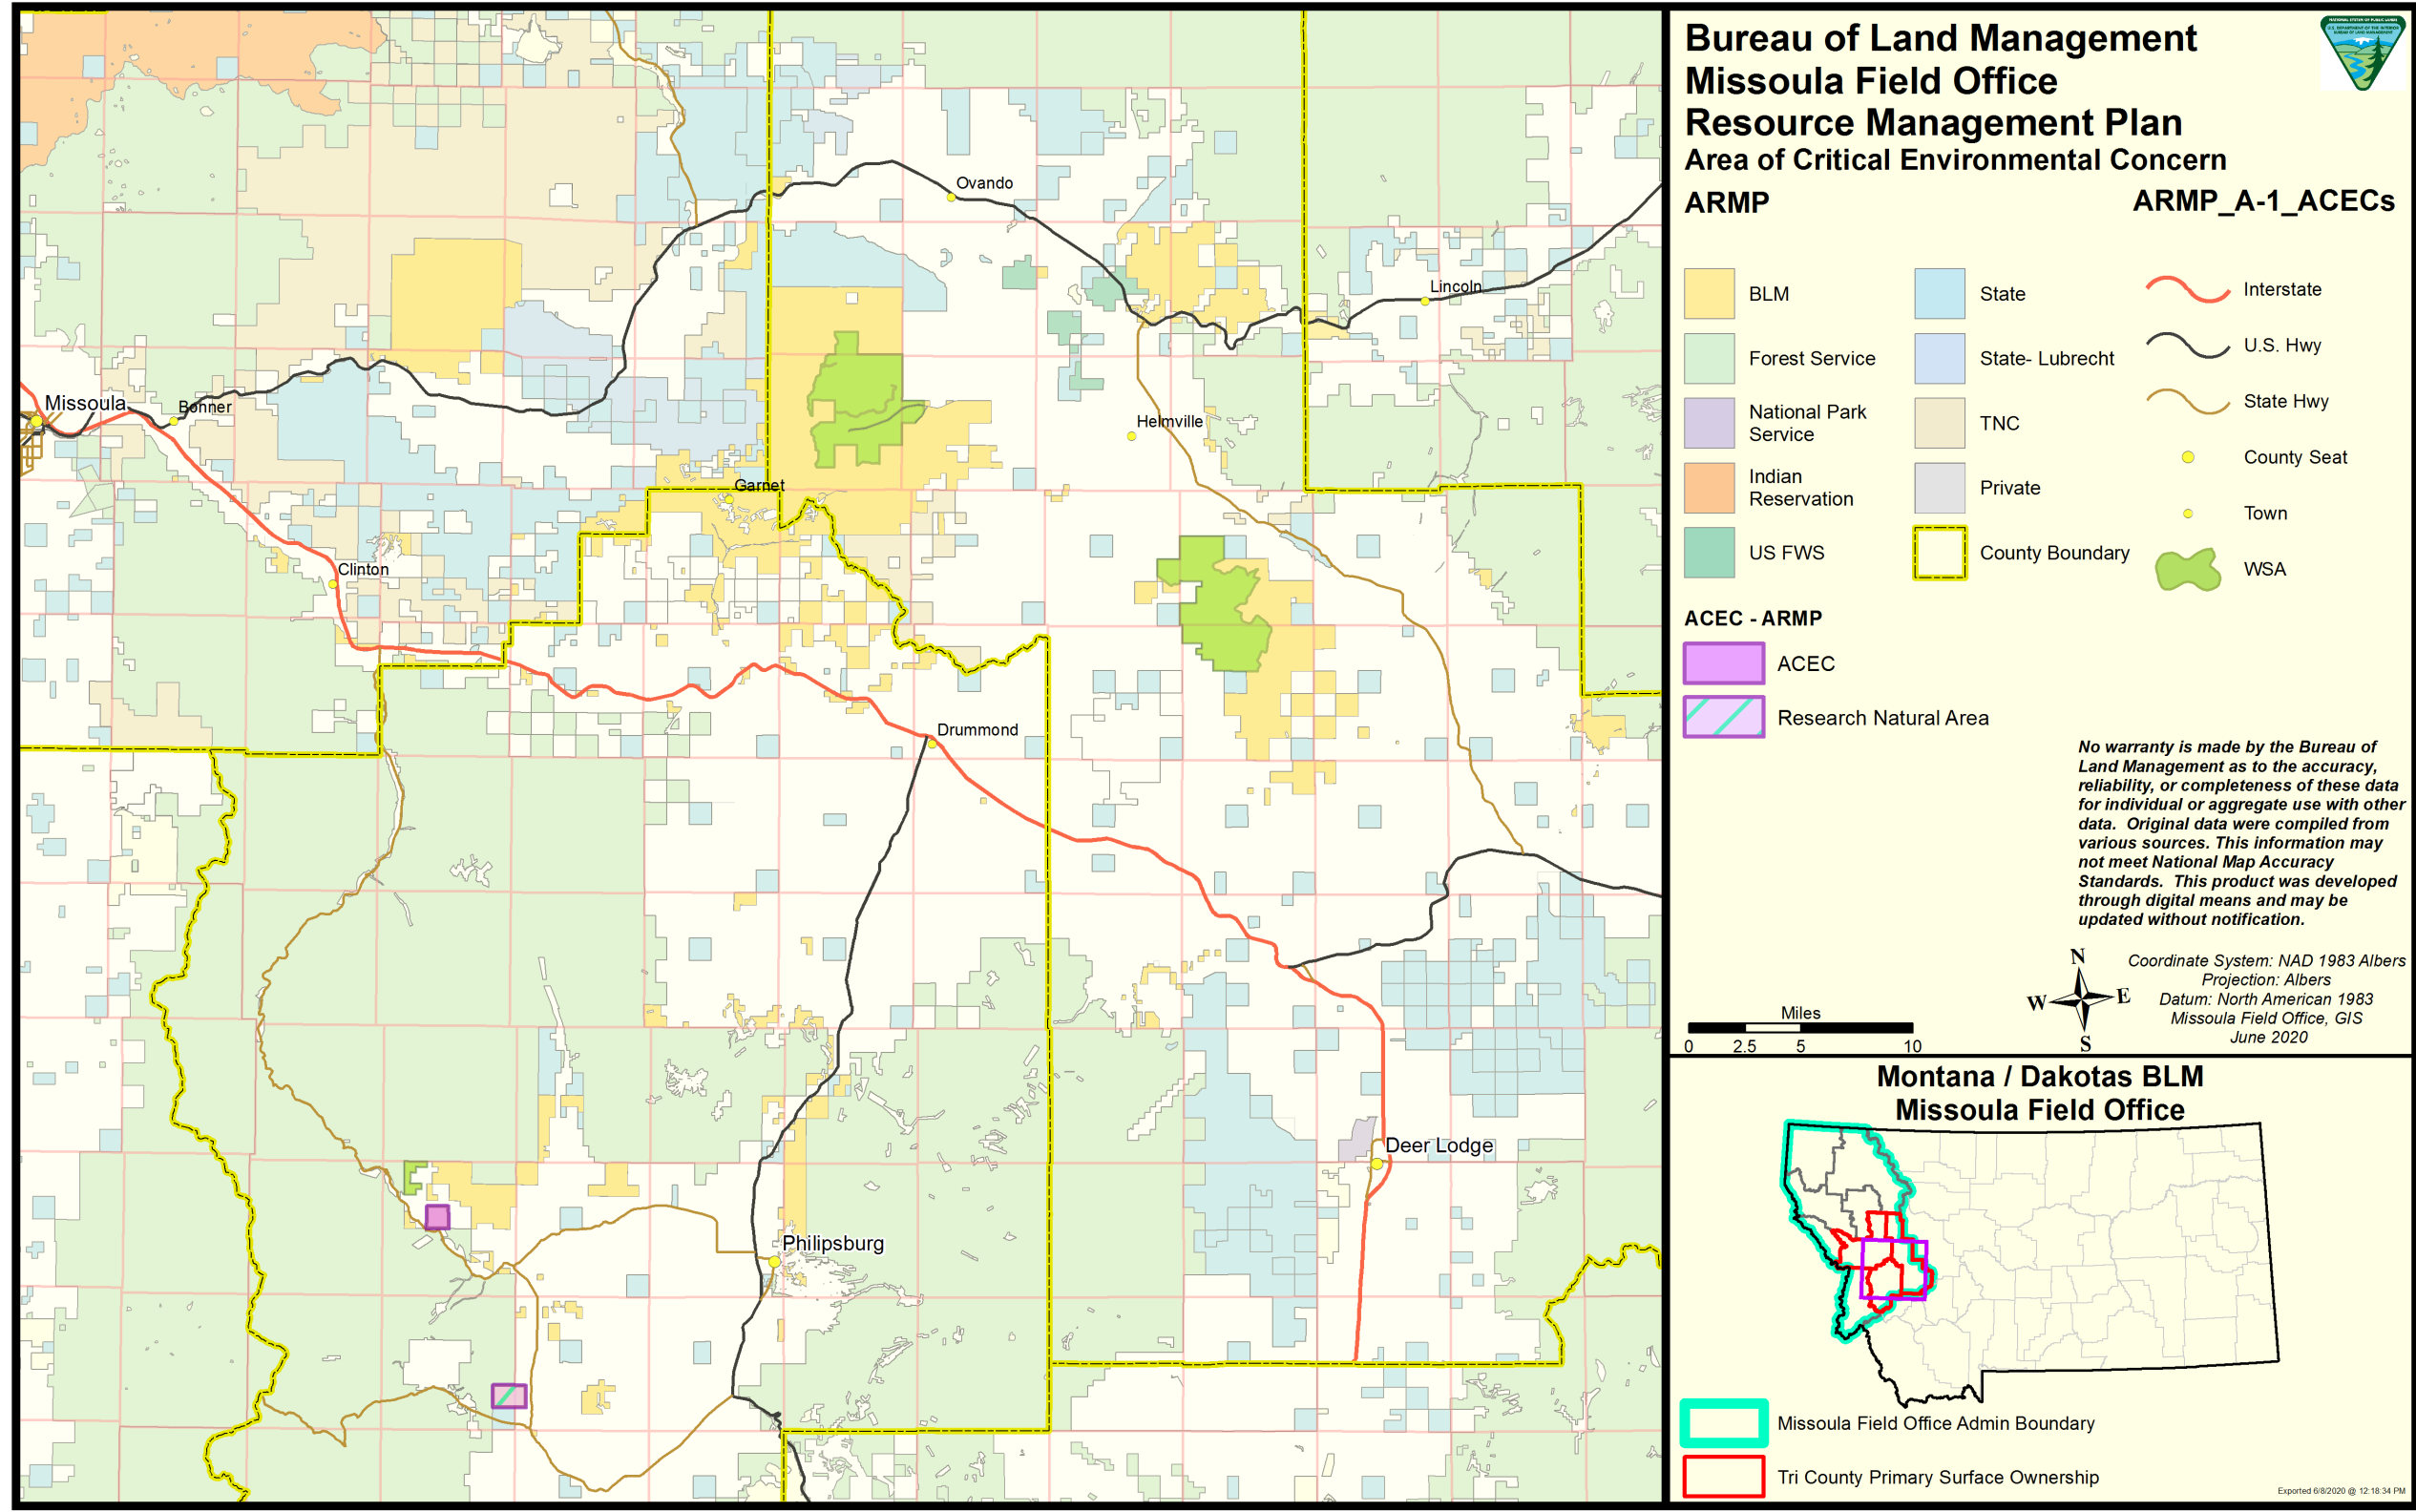 Bureau of Land Management
Missoula Field Office
Resource Management Plan
Area of Critical Environmental Concern
ARMP
ARMP_A-1_ACECs
BLM
Forest Service
National Park
Service
Indian
Reservation
US FWS
State
State- Lubrecht
TNC
Private
County Boundary
Interstate
U.S. Hwy
State Hwy
County Seat
Town
WSA
ACEC - ARMP
ACEC
Research Natural Area
No warranty is made by the Bureau of
Land Management as to the accuracy,
reliability, or completeness of these data
for individual or aggregate use with other
data. Original data were compiled from
various sources. This information may
not meet National Map Accuracy
Standards. This product was developed
through digital means and may be
updated without notification.
Coordinate System: NAD 1983 Albers
Projection: Albers
Datum: North American 1983
Missoula Field Office, GIS
June 2020
N
W
E
S
Miles
0 2.5 5 10
Montana / Dakotas BLM
Missoula Field Office
Missoula Field Office Admin Boundary
Tri County Primary Surface Ownership
Exported 6/8/2020 @ 12:18:34 PM
Ovando
Lincoln
Missoula
Bonner
Helmville
Garnet
Clinton
Drummond
Deer Lodge
Philipsburg